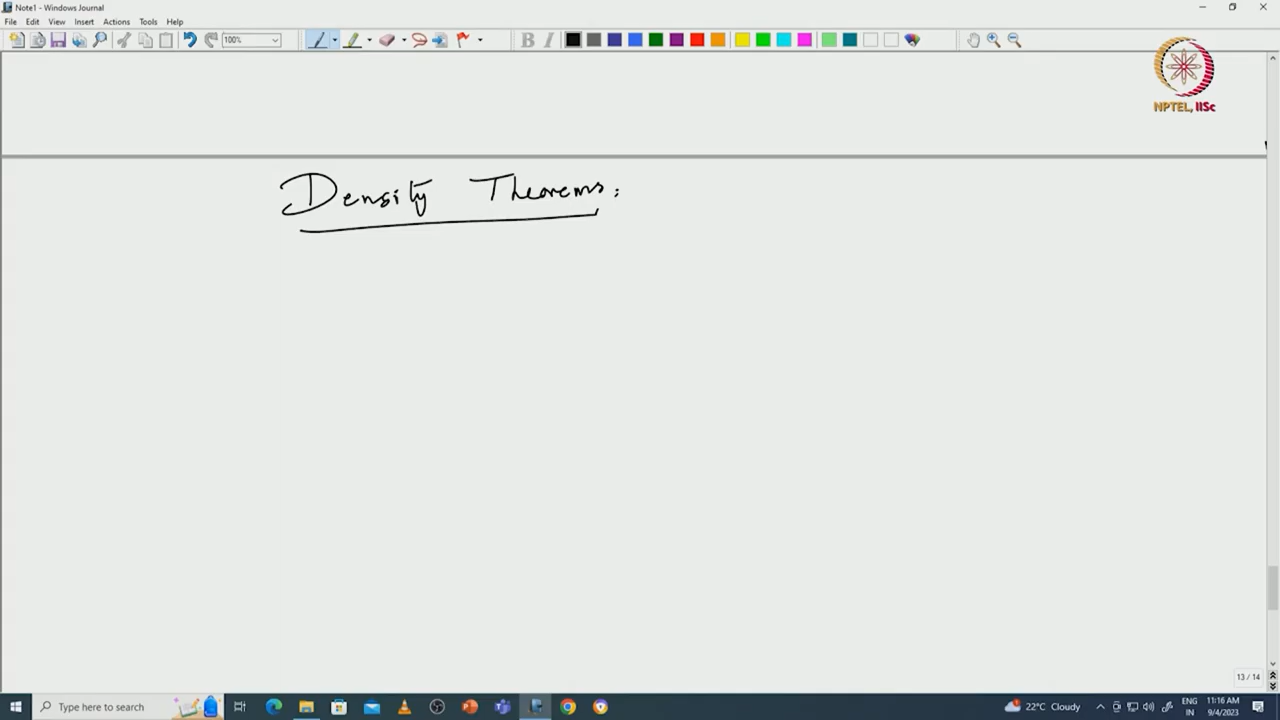 Note1 - Windows Journal
File Edit View Insert Actions Tools Help
100%
B I
NPTEL, IISc
Density Theorems:
13 / 14
Type here to search
22°C Cloudy
ENG
IN
11:16 AM
9/4/2023